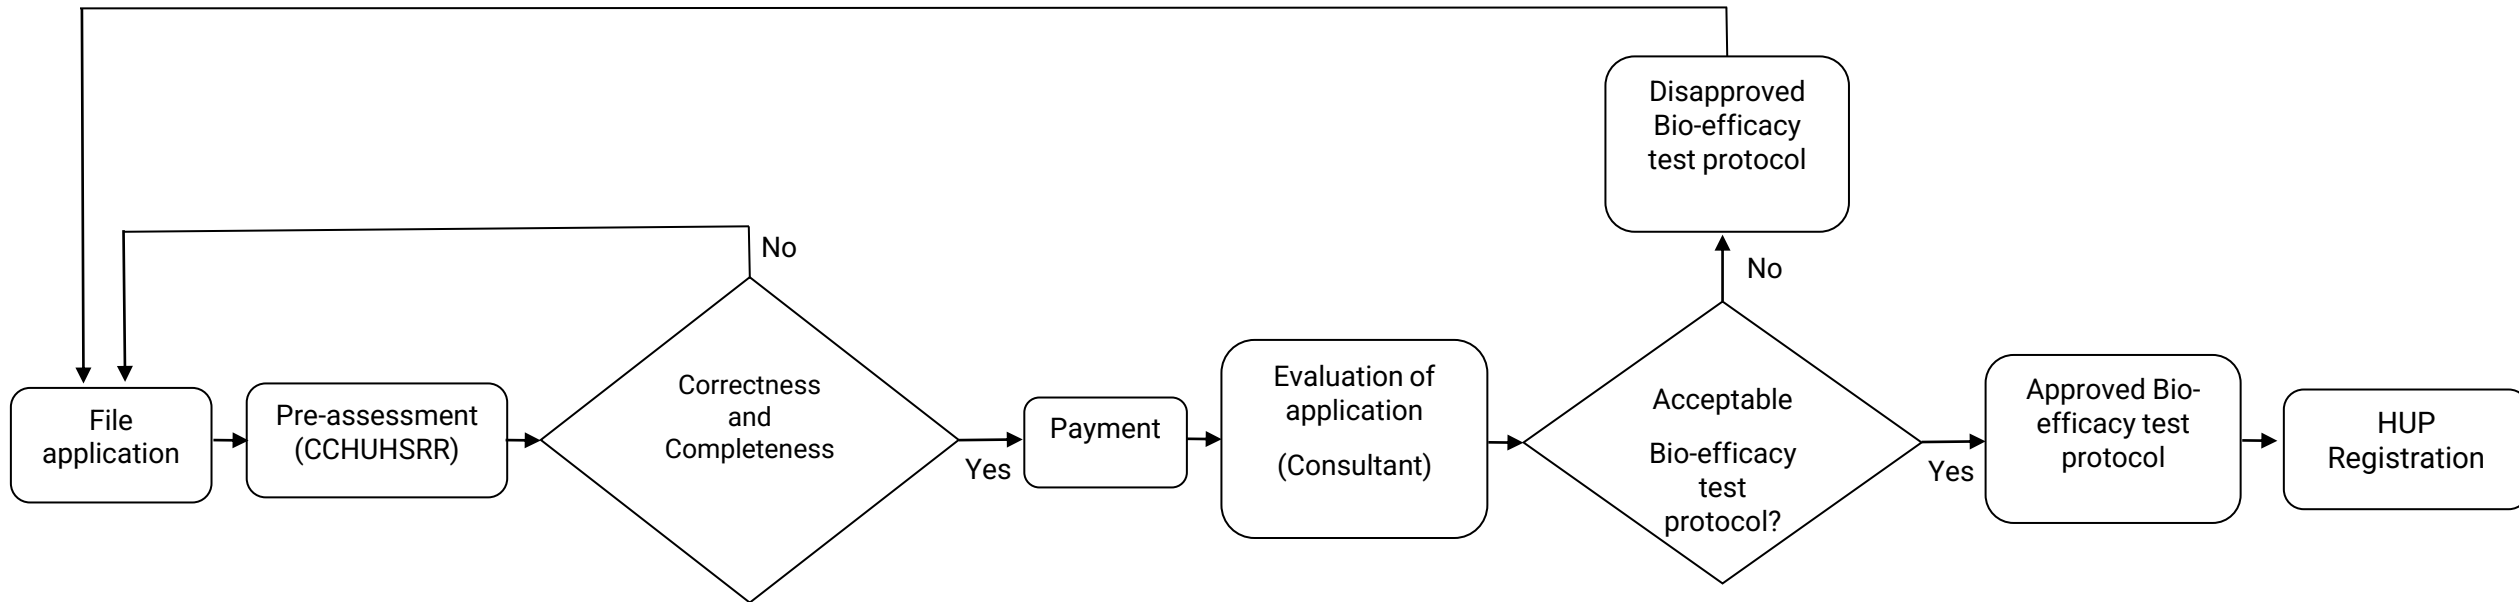 File
application
Pre-assessment
(CCHUHSRR)
Correctness
and
Completeness
No
Yes
Payment
Evaluation of
application
(Consultant)
Acceptable
Bio-efficacy
test
protocol?
No
Disapproved
Bio-efficacy
test protocol
Yes
Approved Bio-
efficacy test
protocol
HUP
Registration